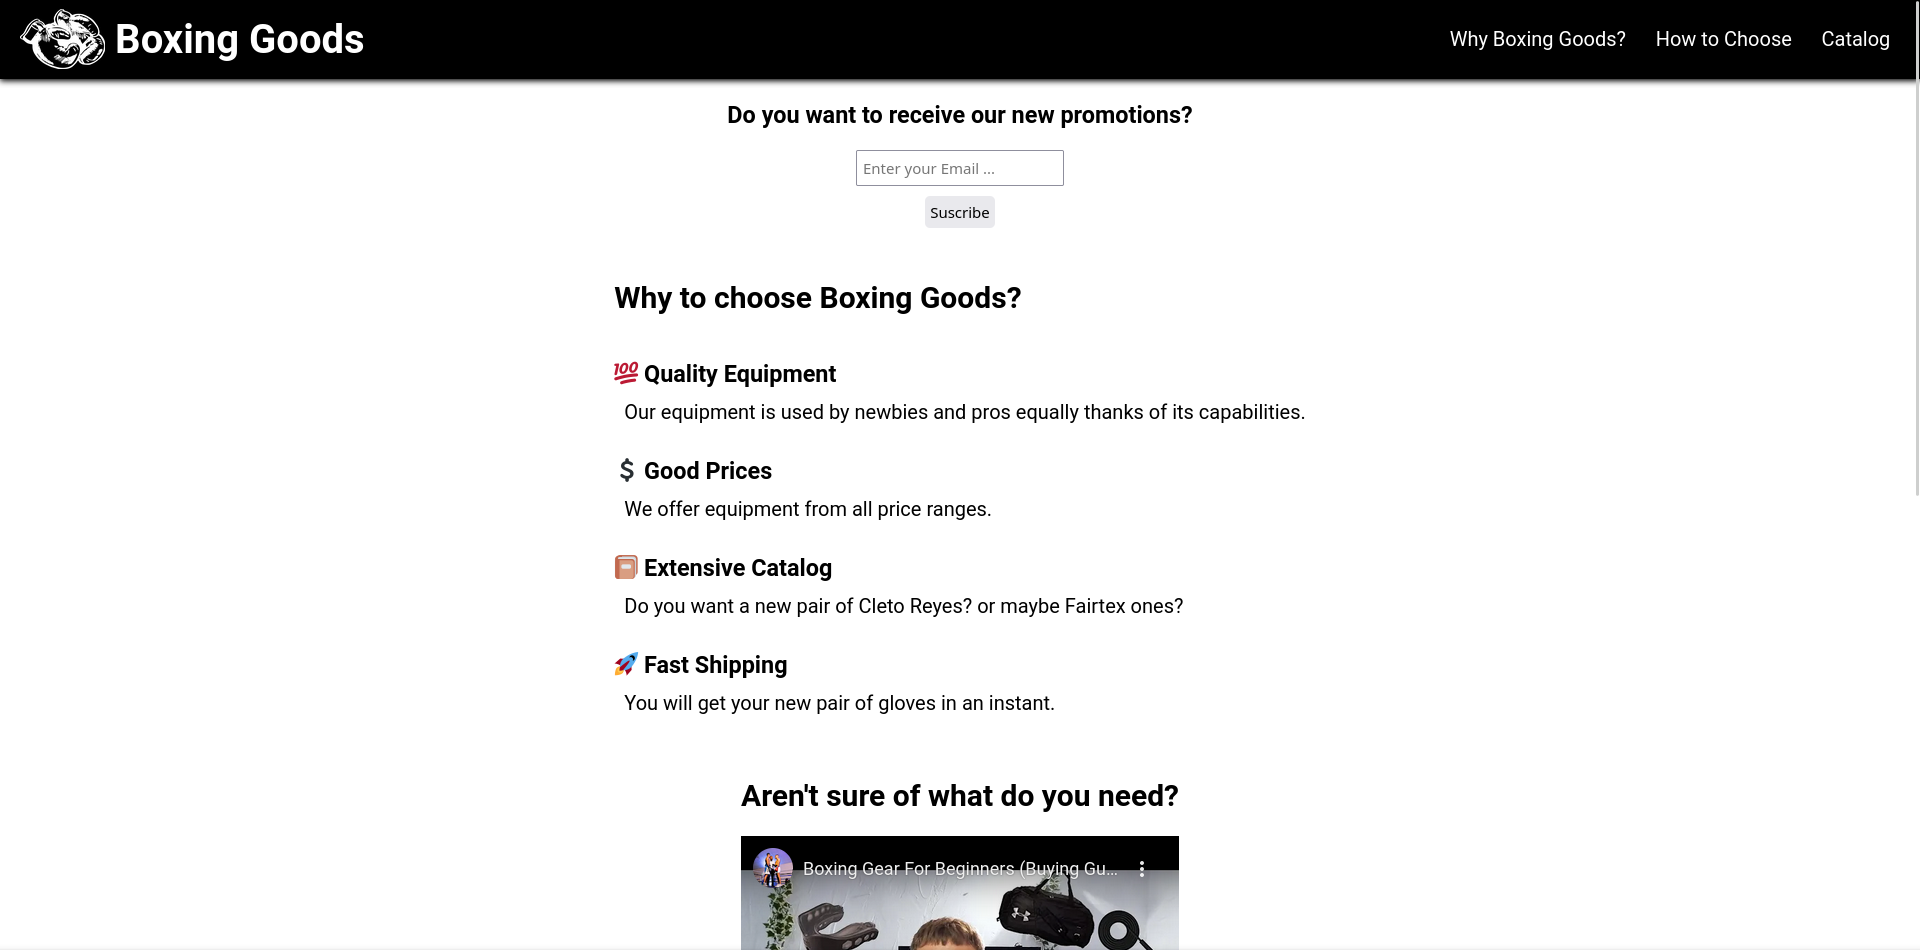 Boxing Goods
Why Boxing Goods? How to Choose Catalog
Do you want to receive our new promotions?
Enter your Email ...
Suscribe
Why to choose Boxing Goods?
💯 Quality Equipment
Our equipment is used by newbies and pros equally thanks of its capabilities.
💲 Good Prices
We offer equipment from all price ranges.
📔 Extensive Catalog
Do you want a new pair of Cleto Reyes? or maybe Fairtex ones?
🚀 Fast Shipping
You will get your new pair of gloves in an instant.
Aren't sure of what do you need?
Boxing Gear For Beginners (Buying Gu...